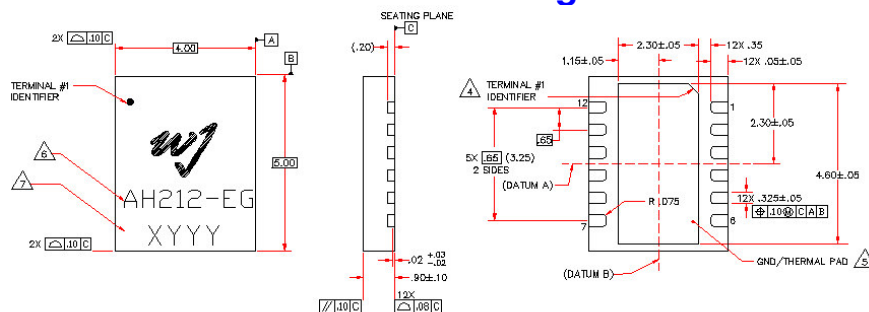 2X ⌓ .10 C
4.00
A
B
TERMINAL #1
IDENTIFIER
wj
6
7
AH212-EG
XYYY
5.00
2X ⌓ .10 C
SEATING PLANE
C
(.20)
.02 +.03 -.02
.90±.10
12X
// .10 C
⌓ .08 C
2.30±.05
12X .35
1.15±.05
12X .05±.05
4 TERMINAL #1
IDENTIFIER
12
1
.65
2.30±.05
5X .65 (3.25)
2 SIDES
(DATUM A)
4.60±.05
12X .325±.05
⌖ .10 Ⓜ C A B
R .075
7
6
GND/THERMAL PAD 5
(DATUM B)